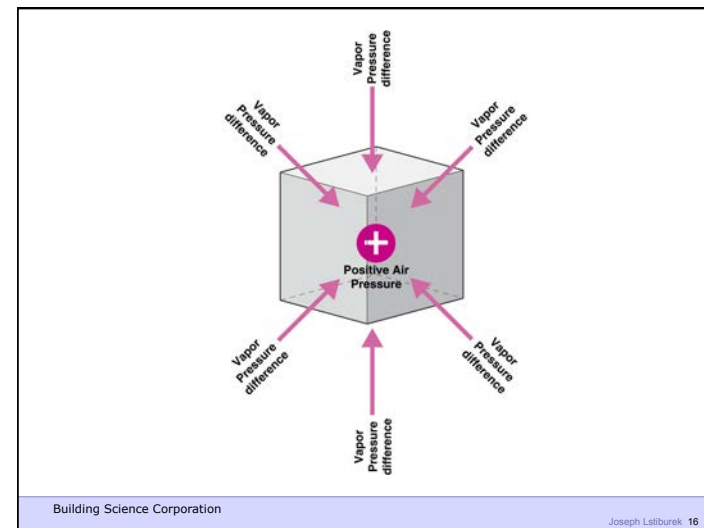 Vapor
Pressure
difference
Vapor
Pressure
difference
Vapor
Pressure
difference
Positive Air
Pressure
Vapor
Pressure
difference
Vapor
Pressure
difference
Vapor
Pressure
difference
Building Science Corporation
Joseph Lstiburek 16